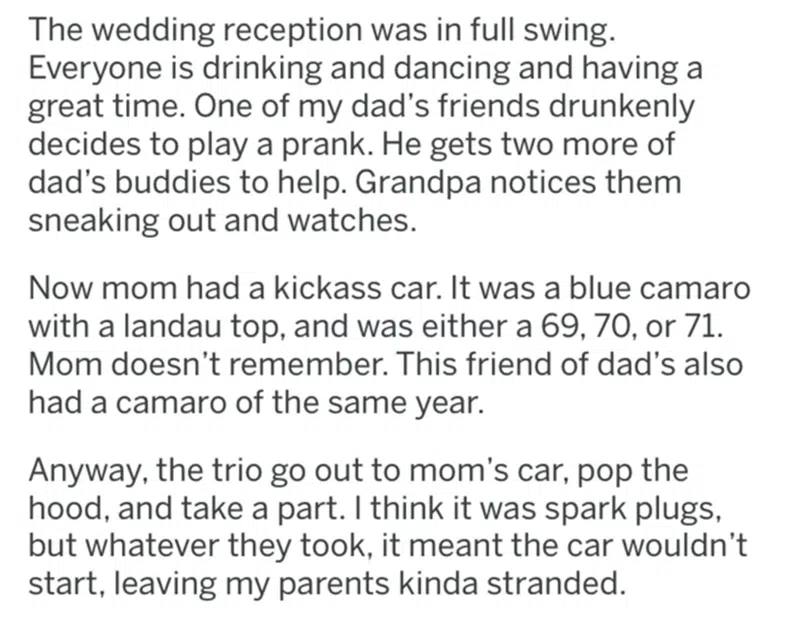 The wedding reception was in full swing.
Everyone is drinking and dancing and having a
great time. One of my dad’s friends drunkenly
decides to play a prank. He gets two more of
dad’s buddies to help. Grandpa notices them
sneaking out and watches.
Now mom had a kickass car. It was a blue camaro
with a landau top, and was either a 69, 70, or 71.
Mom doesn’t remember. This friend of dad’s also
had a camaro of the same year.
Anyway, the trio go out to mom’s car, pop the
hood, and take a part. I think it was spark plugs,
but whatever they took, it meant the car wouldn’t
start, leaving my parents kinda stranded.